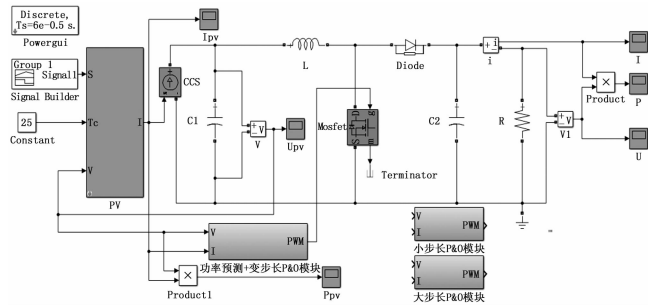 Discrete,
Ts=6e-0.5 s.
Powergui
Group 1
Signal1
Signal Builder
25
Constant
S
Tc
V
I
PV
Ipv
CCS
C1
L
V
Upv
Mosfet
g
D
S
m
Terminator
Diode
C2
i
i
R
V1
V
I
Product
P
U
V
I
PWM
功率预测+变步长P&O模块
Product1
Ppv
V
I
PWM
小步长P&O模块
V
I
PWM
大步长P&O模块